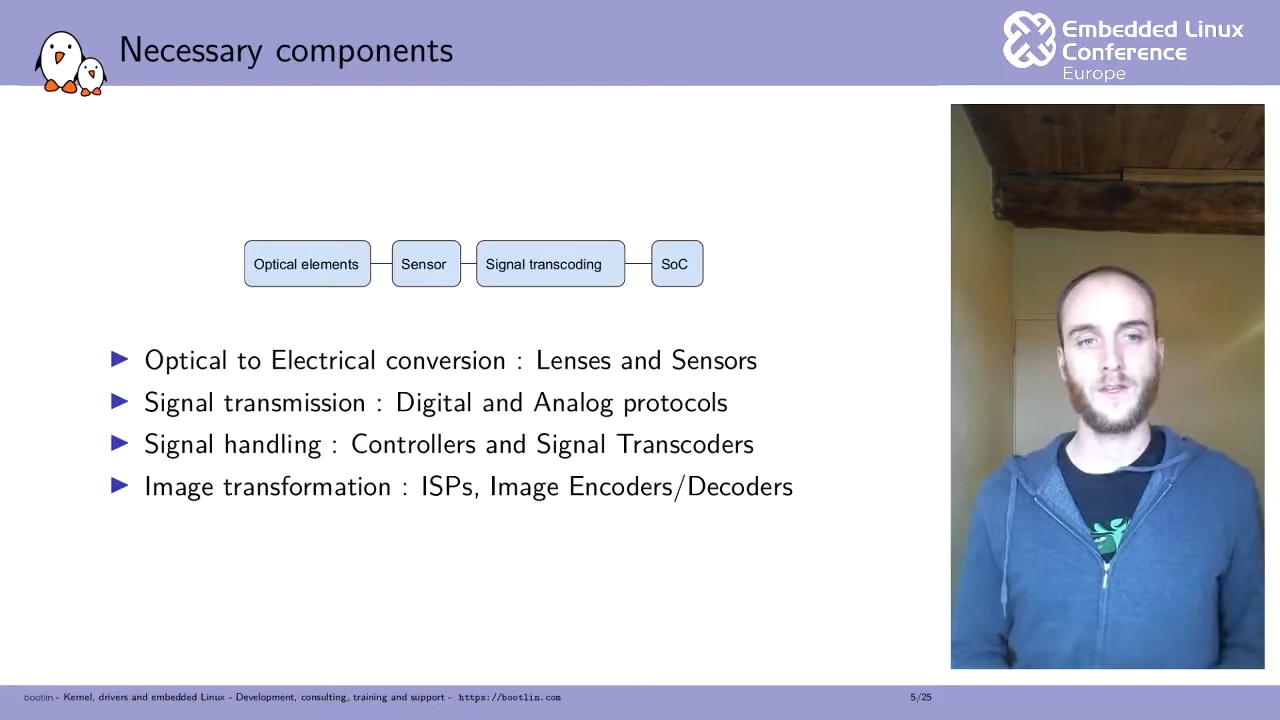 Necessary components
Embedded Linux
Conference
Europe
Optical elements
Sensor
Signal transcoding
SoC
Optical to Electrical conversion : Lenses and Sensors
Signal transmission : Digital and Analog protocols
Signal handling : Controllers and Signal Transcoders
Image transformation : ISPs, Image Encoders/Decoders
bootlin - Kernel, drivers and embedded Linux - Development, consulting, training and support - https://bootlin.com
5/25